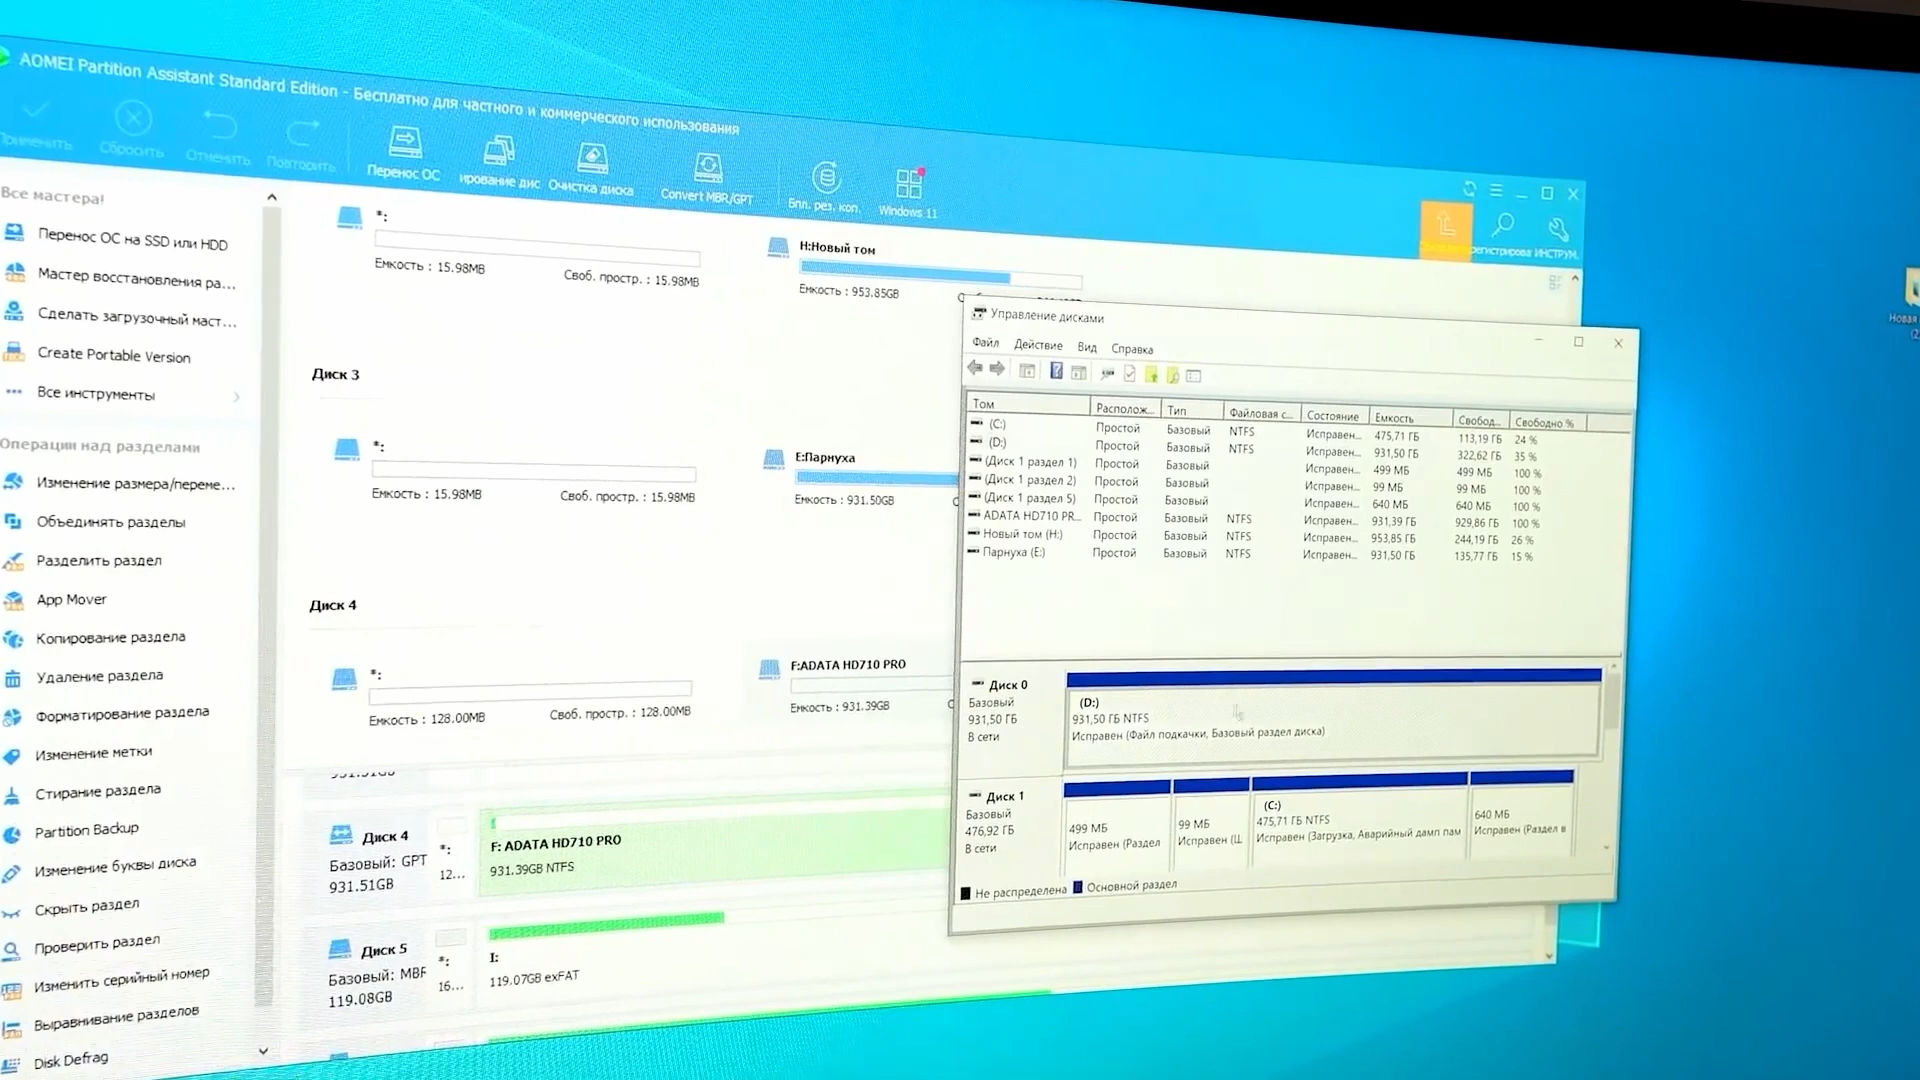 AOMEI Partition Assistant Standard Edition - Бесплатно для частного и коммерческого использования
Применить
Сбросить
Отменить
Повторить
Перенос ОС
ирование дис
Очистка диска
Convert MBR/GPT
Бпл. рез. коп.
Windows 11
регистрирова
ИНСТРУМ.
Все мастера!
Перенос ОС на SSD или HDD
Мастер восстановления ра...
Сделать загрузочный маст...
Create Portable Version
Все инструменты
Операции над разделами
Изменение размера/переме...
Объединять разделы
Разделить раздел
App Mover
Копирование раздела
Удаление раздела
Форматирование раздела
Изменение метки
Стирание раздела
Partition Backup
Изменение буквы диска
Скрыть раздел
Проверить раздел
Изменить серийный номер
Выравнивание разделов
Disk Defrag
*:
Емкость : 15.98MB
Своб. простр. : 15.98MB
H:Новый том
Емкость : 953.85GB
Диск 3
*:
Емкость : 15.98MB
Своб. простр. : 15.98MB
E:Парнуха
Емкость : 931.50GB
Диск 4
*:
Емкость : 128.00MB
Своб. простр. : 128.00MB
F:ADATA HD710 PRO
Емкость : 931.39GB
Диск 4
Базовый: GPT
931.51GB
*:
12...
F: ADATA HD710 PRO
931.39GB NTFS
Диск 5
Базовый: MBR
119.08GB
*:
16...
I:
119.07GB exFAT
Управление дисками
Файл Действие Вид Справка
Том Располож... Тип Файловая с... Состояние Емкость Свобод... Свободно %
(C:) Простой Базовый NTFS Исправен... 475,71 ГБ 113,19 ГБ 24 %
(D:) Простой Базовый NTFS Исправен... 931,50 ГБ 322,62 ГБ 35 %
(Диск 1 раздел 1) Простой Базовый Исправен... 499 МБ 499 МБ 100 %
(Диск 1 раздел 2) Простой Базовый Исправен... 99 МБ 99 МБ 100 %
(Диск 1 раздел 5) Простой Базовый Исправен... 640 МБ 640 МБ 100 %
ADATA HD710 PR... Простой Базовый NTFS Исправен... 931,39 ГБ 929,86 ГБ 100 %
Новый том (H:) Простой Базовый NTFS Исправен... 953,85 ГБ 244,19 ГБ 26 %
Парнуха (E:) Простой Базовый NTFS Исправен... 931,50 ГБ 135,77 ГБ 15 %
Диск 0
Базовый
931,50 ГБ
В сети
(D:)
931,50 ГБ NTFS
Исправен (Файл подкачки, Базовый раздел диска)
Диск 1
Базовый
476,92 ГБ
В сети
499 МБ
Исправен (Раздел
99 МБ
Исправен (Ш
(C:)
475,71 ГБ NTFS
Исправен (Загрузка, Аварийный дамп пам
640 МБ
Исправен (Раздел в
Не распределена Основной раздел
Новая
(2